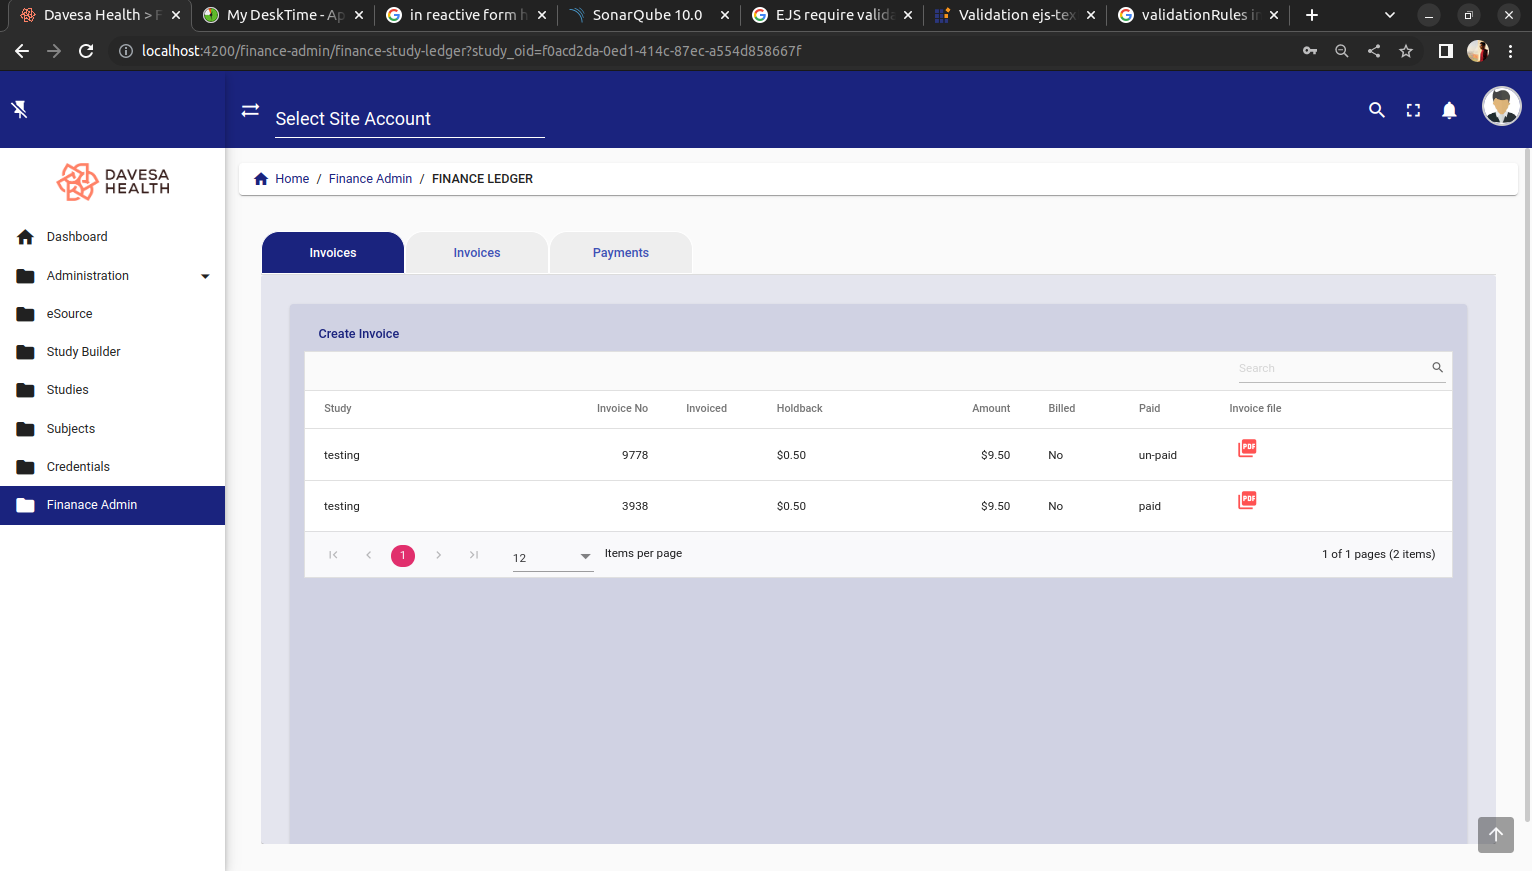 Davesa Health > F
My DeskTime - Ap
in reactive form h
SonarQube 10.0
EJS require valida
Validation ejs-tex
validationRules in
localhost:4200/finance-admin/finance-study-ledger?study_oid=f0acd2da-0ed1-414c-87ec-a554d858667f
Select Site Account
DAVESA
HEALTH
Home / Finance Admin / FINANCE LEDGER
Dashboard
Administration
eSource
Study Builder
Studies
Subjects
Credentials
Finanace Admin
Invoices Invoices Payments
Create Invoice
Search
Study Invoice No Invoiced Holdback Amount Billed Paid Invoice file
testing 9778 $0.50 $9.50 No un-paid PDF
testing 3938 $0.50 $9.50 No paid PDF
1 12 Items per page 1 of 1 pages (2 items)